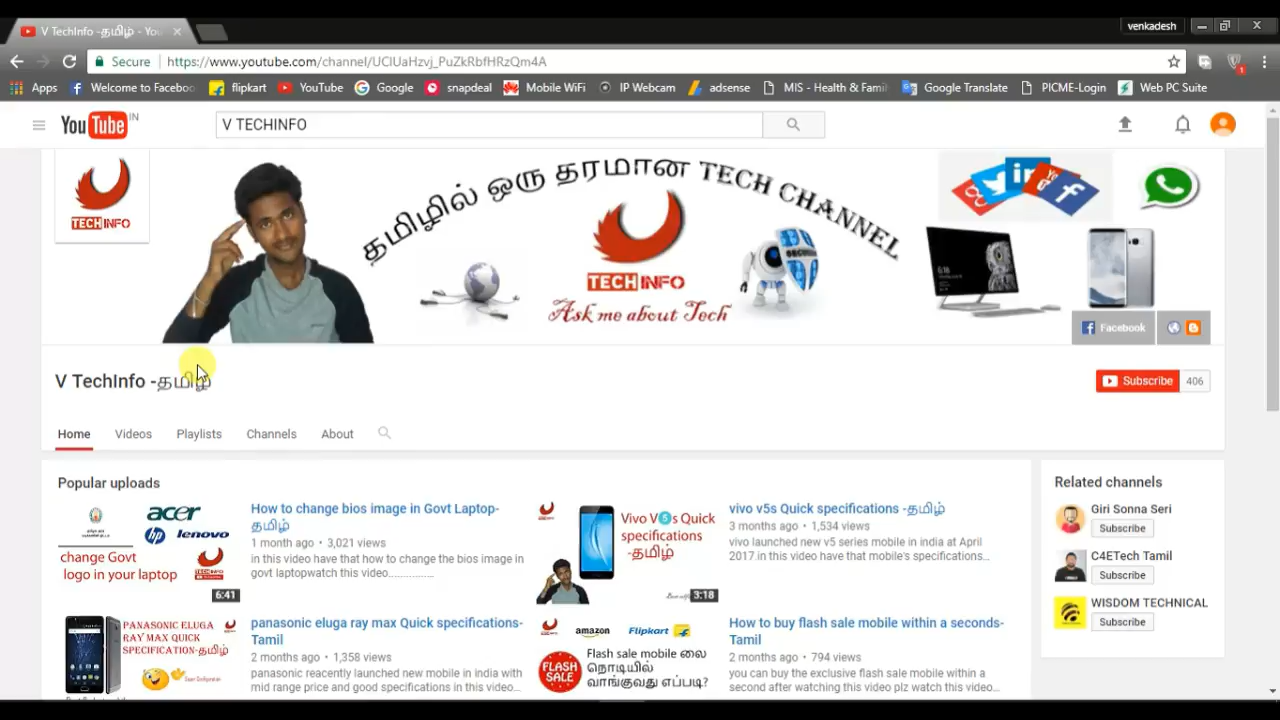 V TechInfo -தமிழ் - You
venkadesh
Secure https://www.youtube.com/channel/UClUaHzvj_PuZkRbfHRzQm4A
Apps Welcome to Faceboo flipkart YouTube Google snapdeal Mobile WiFi IP Webcam adsense MIS - Health & Fami Google Translate PICME-Login Web PC Suite
YouTube IN
V TECHINFO
TECH INFO
தமிழில் ஒரு தரமான TECH CHANNEL
TECH INFO
Ask me about Tech
Facebook
V TechInfo -தமிழ்
Subscribe 406
Home Videos Playlists Channels About
Popular uploads
acer
hp lenovo
change Govt
logo in your laptop
6:41
How to change bios image in Govt Laptop-
தமிழ்
1 month ago • 3,021 views
in this video have that how to change the bios image in
govt laptopwatch this video...............
Vivo V5s Quick
specifications
-தமிழ்
3:18
vivo v5s Quick specifications -தமிழ்
3 months ago • 1,534 views
vivo launched new v5 series mobile in india at April
2017.in this video have that mobile's specifications...
PANASONIC ELUGA
RAY MAX QUICK
SPECIFICATION-தமிழ்
panasonic eluga ray max Quick specifications-
Tamil
2 months ago • 1,358 views
panasonic reacently launched new mobile in india with
mid range price and good specifications in this video...
amazon Flipkart
FLASH
SALE
Flash sale mobile லை
நொடியில்
வாங்குவது எப்படி?
How to buy flash sale mobile within a seconds-
Tamil
2 months ago • 794 views
you can buy the exclusive flash sale mobile within a
second after watching this video plz watch this video...
Related channels
Giri Sonna Seri
Subscribe
C4ETech Tamil
Subscribe
WISDOM TECHNICAL
Subscribe